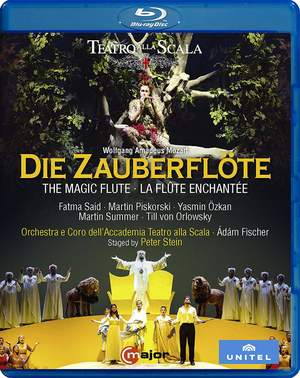 Blu-ray Disc
TEATRO ALLA SCALA
Wolfgang Amadeus Mozart
DIE ZAUBERFLÖTE
THE MAGIC FLUTE · LA FLÛTE ENCHANTÉE
Fatma Said · Martin Piskorski · Yasmin Özkan
Martin Summer · Till von Orlowsky
Orchestra e Coro dell'Accademia Teatro alla Scala · Ádám Fischer
Staged by Peter Stein
C major
UNITEL